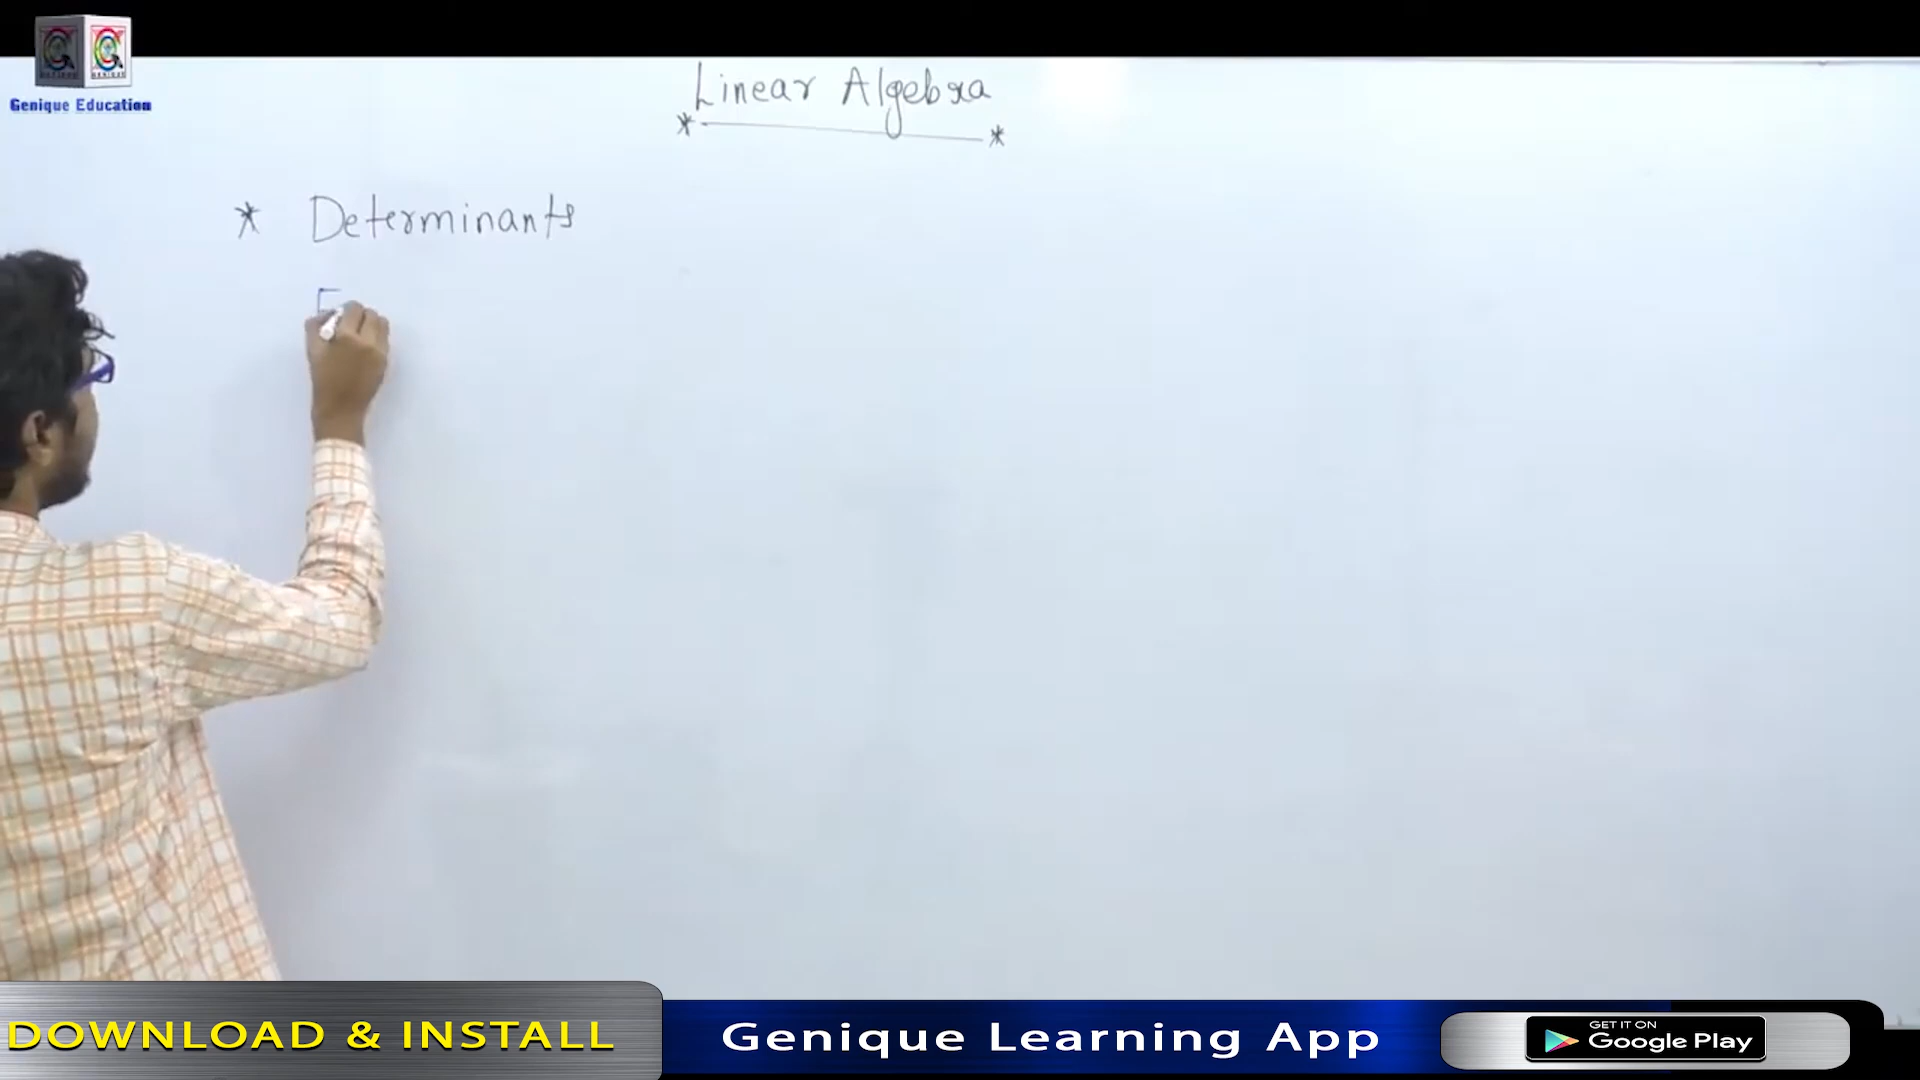 Genique Education
Linear Algebra
* *
* Determinants
DOWNLOAD & INSTALL
Genique Learning App
GET IT ON
Google Play